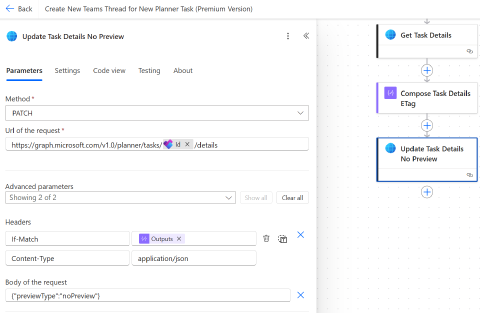 Back
Create New Teams Thread for New Planner Task (Premium Version)
Update Task Details No Preview
Parameters
Settings
Code view
Testing
About
Method *
PATCH
Url of the request *
https://graph.microsoft.com/v1.0/planner/tasks/ Id × /details
Advanced parameters
Showing 2 of 2
Show all
Clear all
Headers
If-Match
Outputs ×
Content-Type
application/json
Body of the request
{"previewType":"noPreview"}
Get Task Details
Compose Task Details
ETag
Update Task Details
No Preview